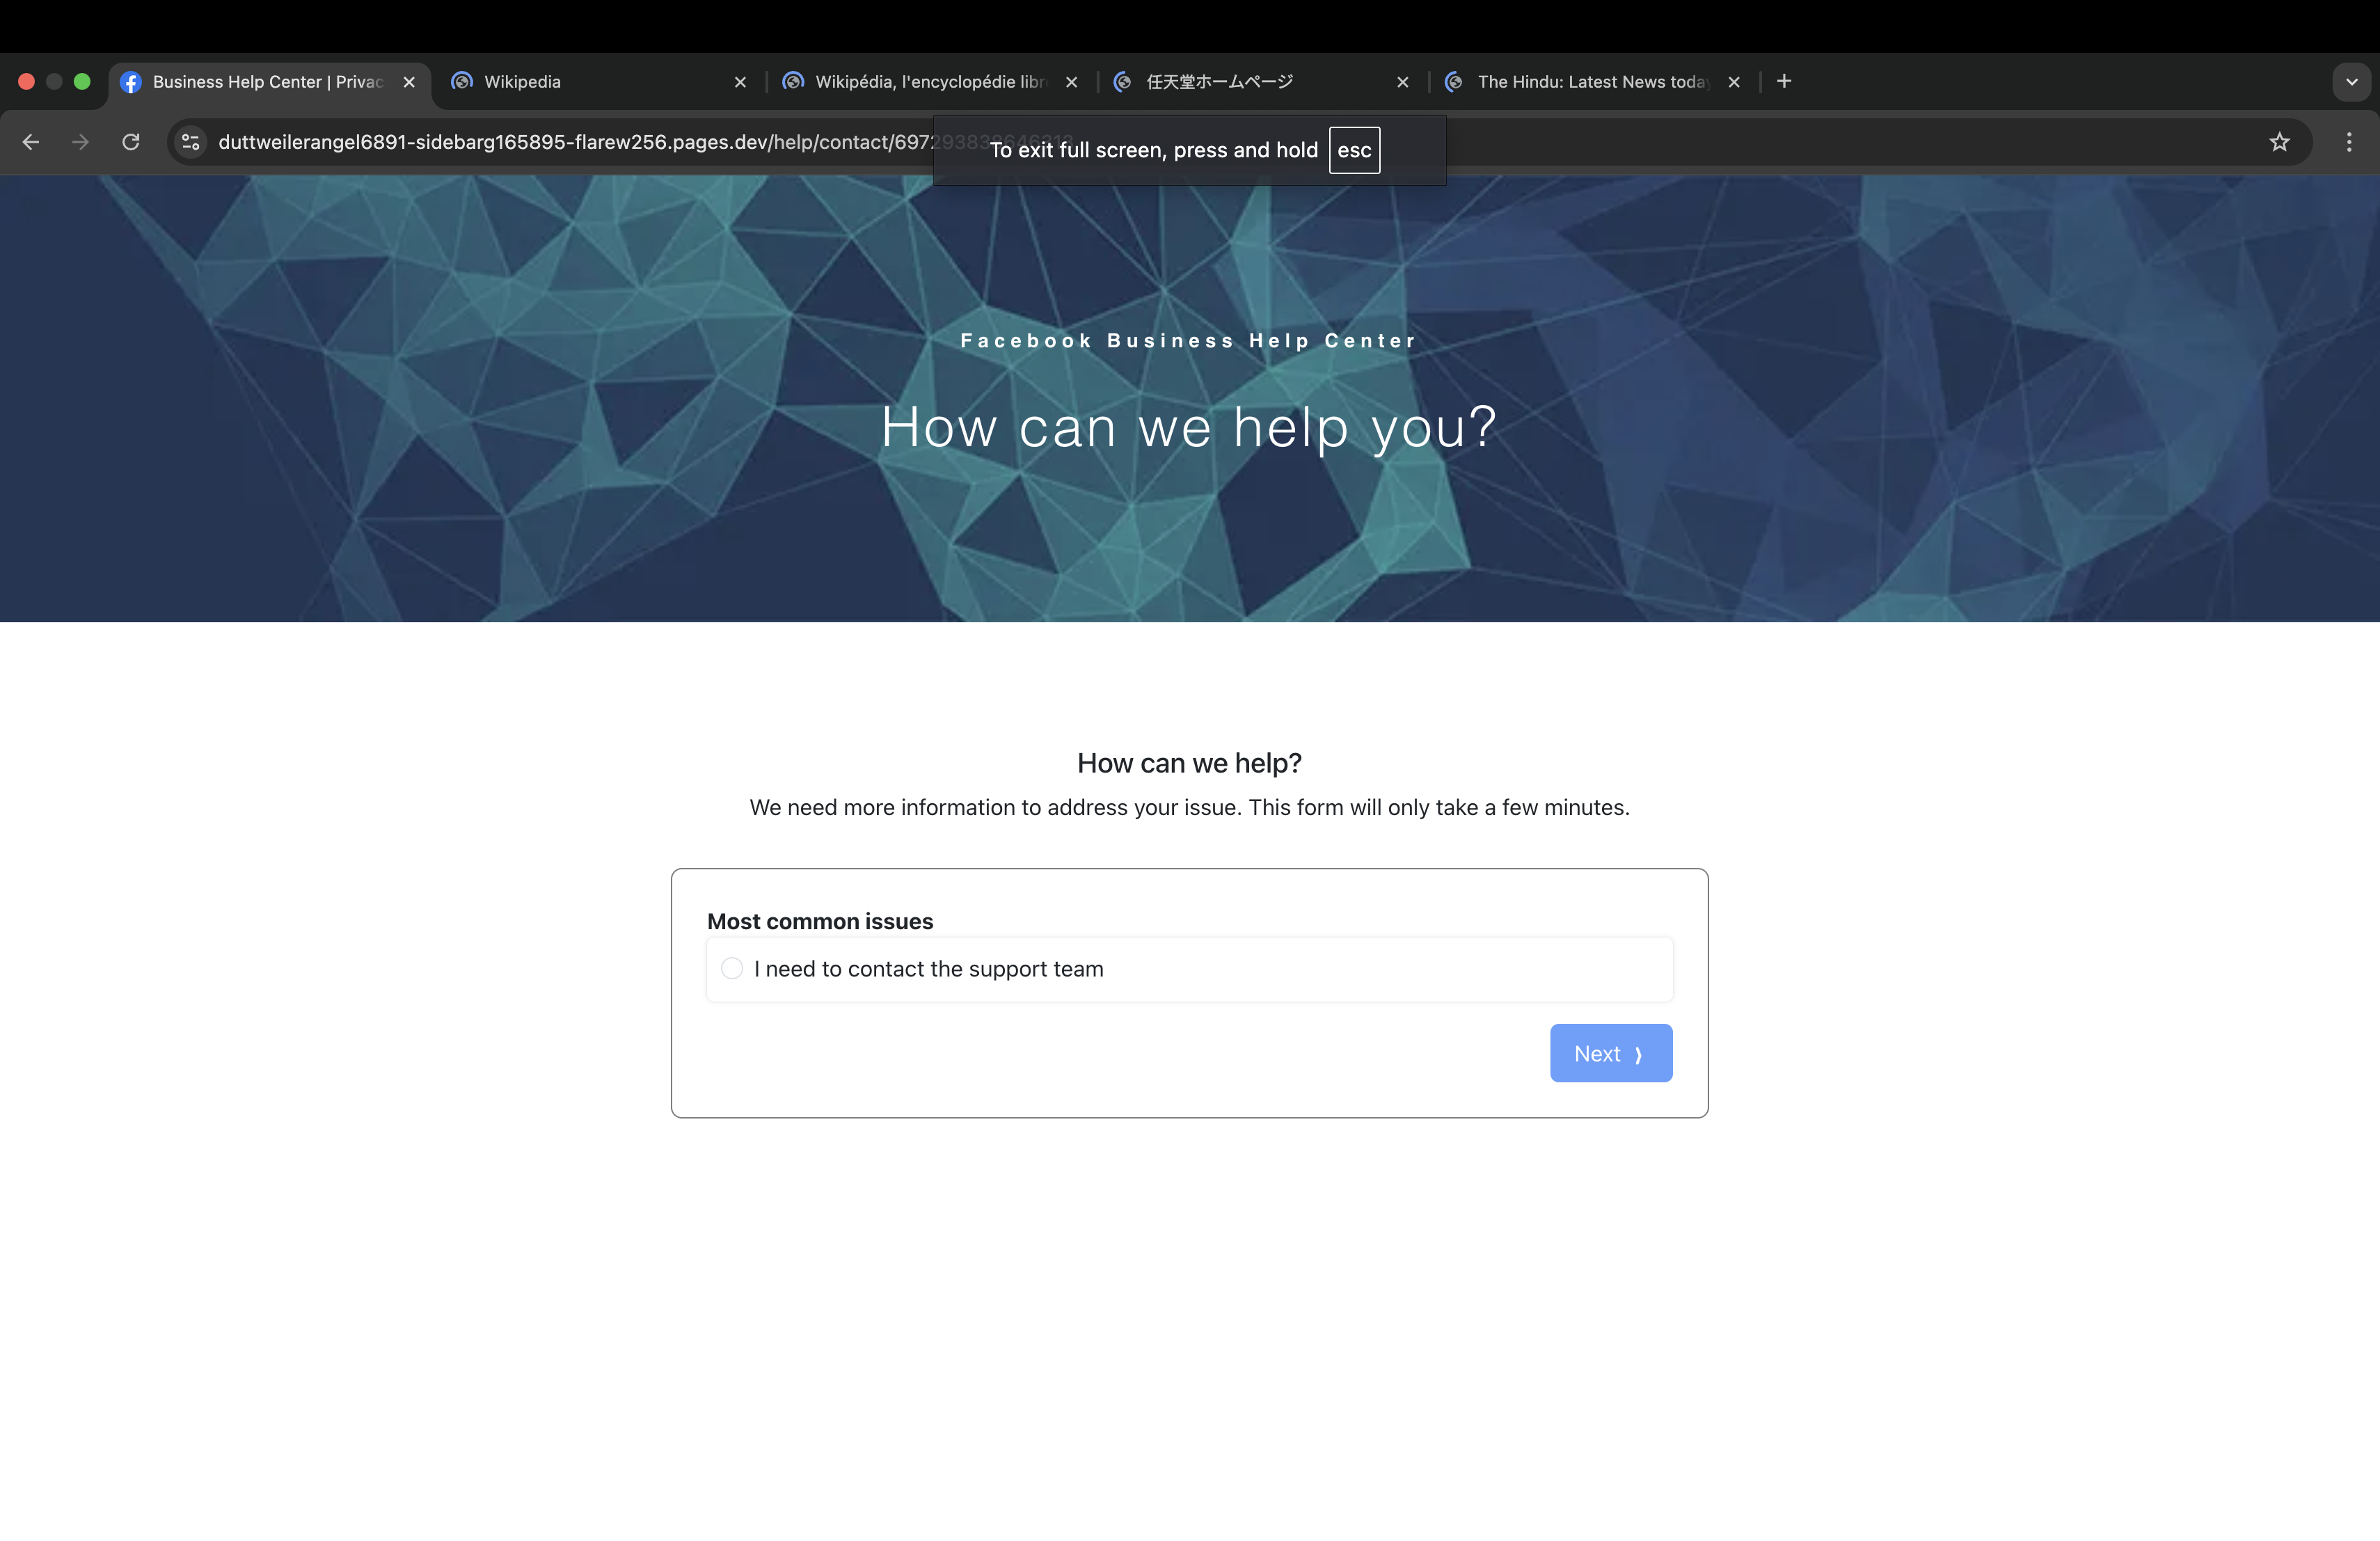 Business Help Center | Privac
Wikipedia
Wikipédia, l'encyclopédie libr
任天堂ホームページ
The Hindu: Latest News today
duttweilerangel6891-sidebarg165895-flarew256.pages.dev/help/contact/697293838646313
To exit full screen, press and hold esc
Facebook Business Help Center
How can we help you?
How can we help?
We need more information to address your issue. This form will only take a few minutes.
Most common issues
I need to contact the support team
Next